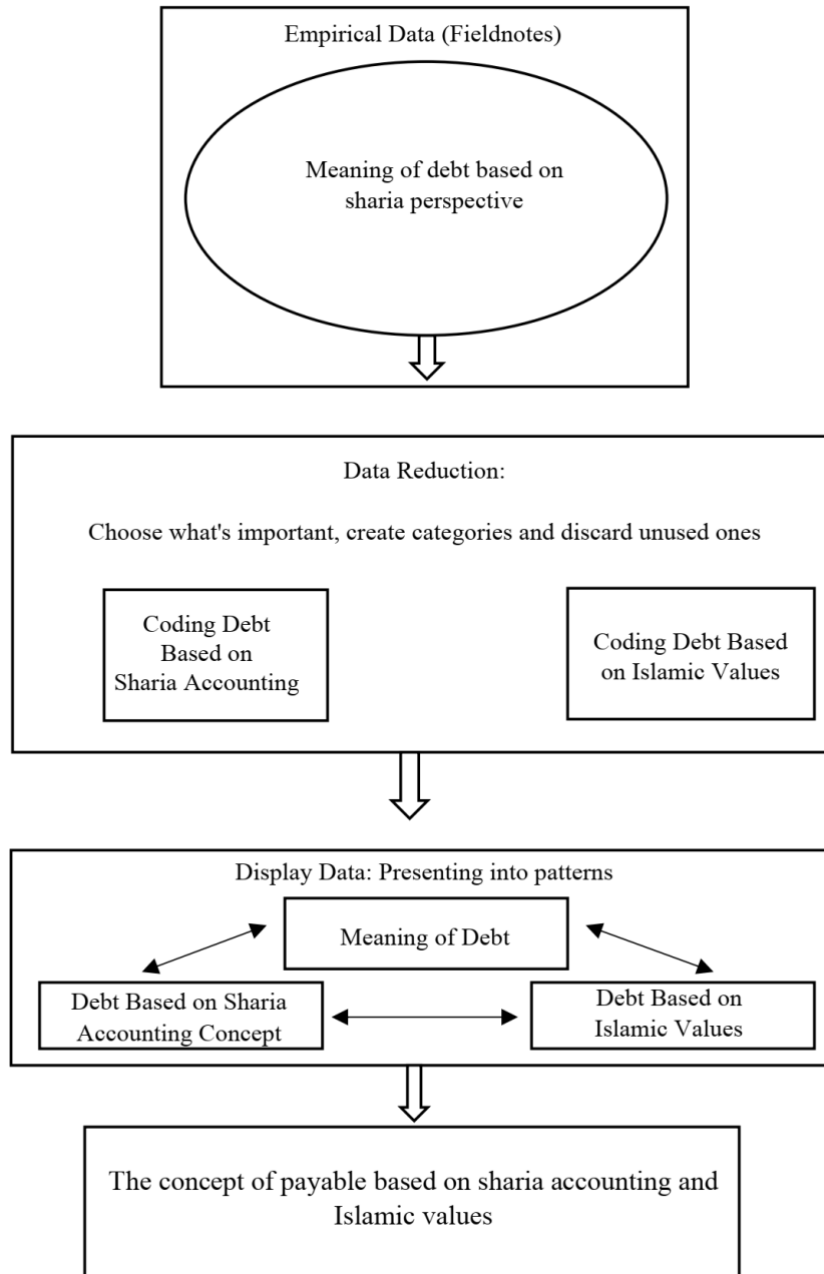 Empirical Data (Fieldnotes)
Meaning of debt based on
sharia perspective
Data Reduction:
Choose what's important, create categories and discard unused ones
Coding Debt
Based on
Sharia Accounting
Coding Debt Based
on Islamic Values
Display Data: Presenting into patterns
Meaning of Debt
Debt Based on Sharia
Accounting Concept
Debt Based on
Islamic Values
The concept of payable based on sharia accounting and
Islamic values